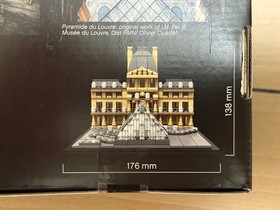 Pyramide du Louvre: original work of I.M. Pei ©
Musée du Louvre, Dist RMN/ Olivier Ouadah
138 mm
176 mm